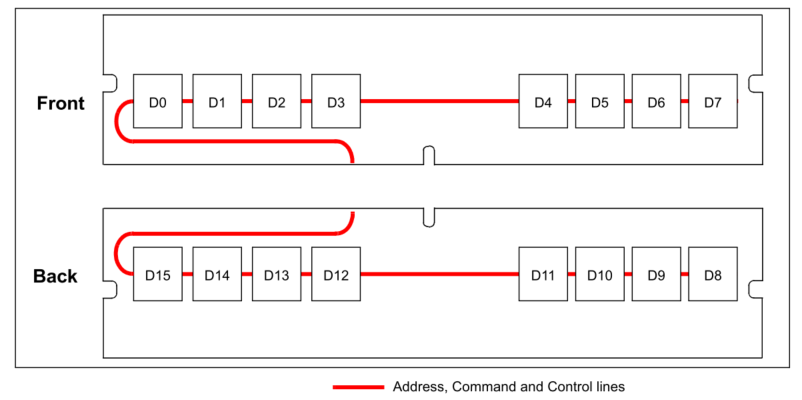 Front
D0 D1 D2 D3 D4 D5 D6 D7
Back
D15 D14 D13 D12 D11 D10 D9 D8
Address, Command and Control lines